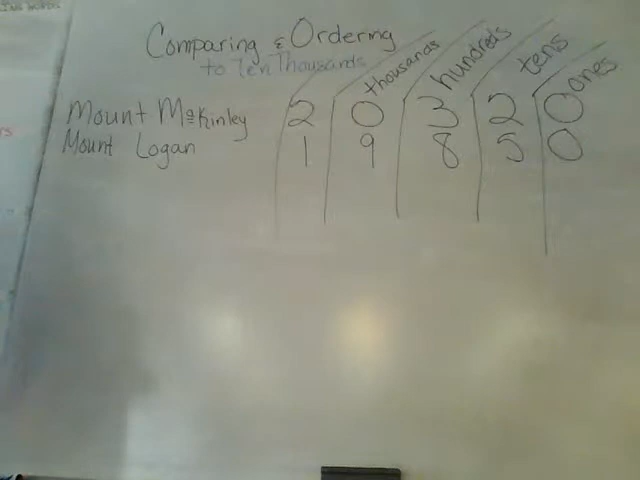 Comparing & Ordering
to Ten Thousands
thousands
hundreds
tens
ones
Mount McKinley 2 0 3 2 0
Mount Logan 1 9 8 5 0